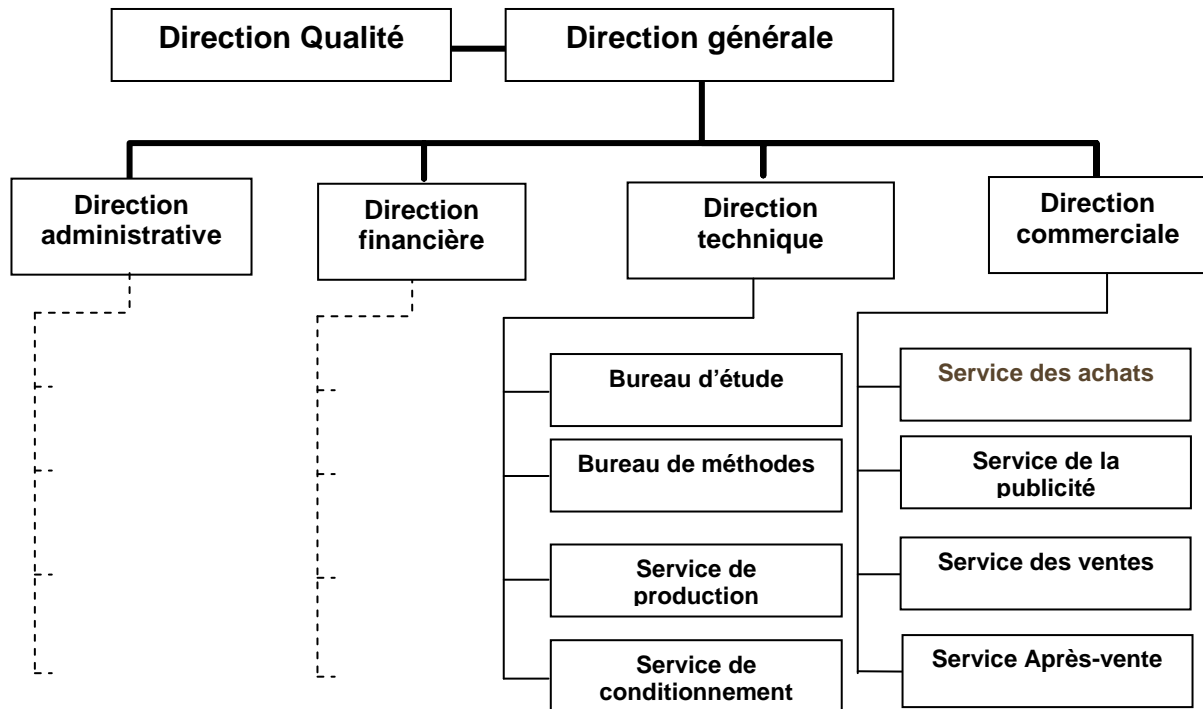 Direction Qualité
Direction générale
Direction
administrative
Direction
financière
Direction
technique
Direction
commerciale
Bureau d’étude
Bureau de méthodes
Service de
production
Service de
conditionnement
Service des achats
Service de la
publicité
Service des ventes
Service Après-vente